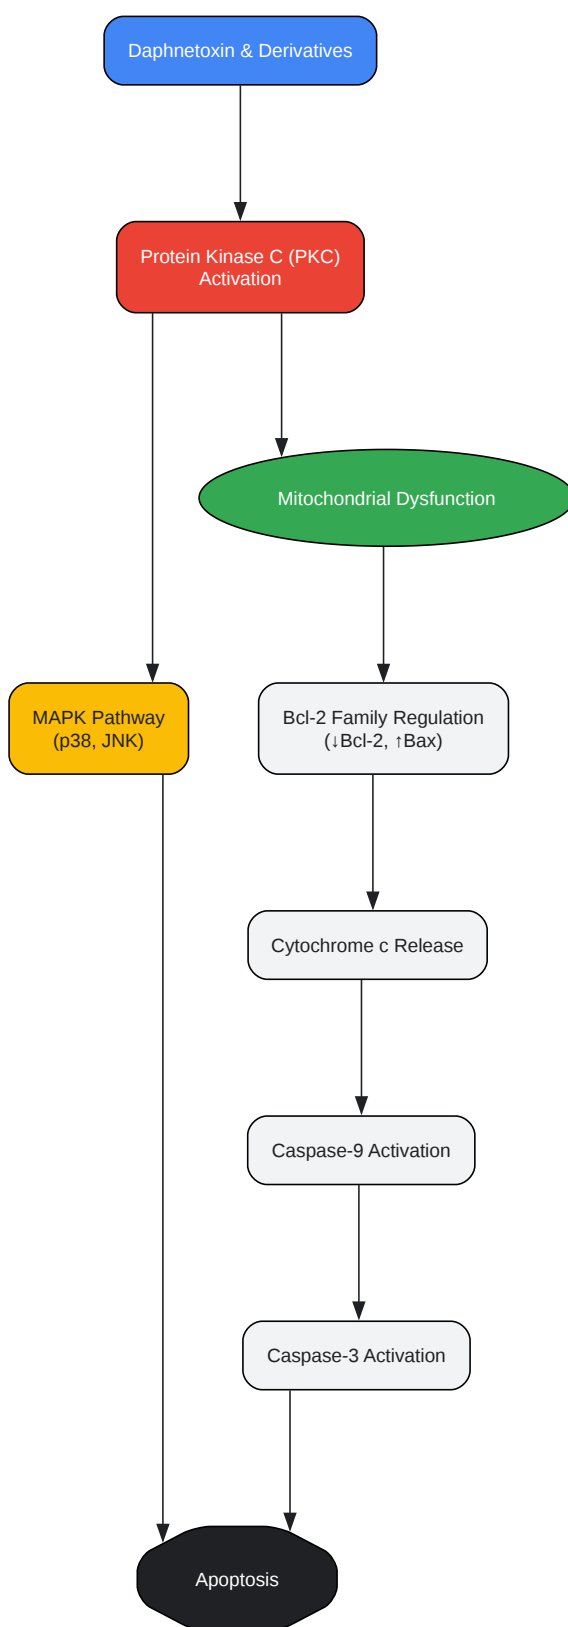 Daphnetoxin & Derivatives
Protein Kinase C (PKC)
Activation
Mitochondrial Dysfunction
MAPK Pathway
(p38, JNK)
Bcl-2 Family Regulation
(↓Bcl-2, ↑Bax)
Cytochrome c Release
Caspase-9 Activation
Caspase-3 Activation
Apoptosis